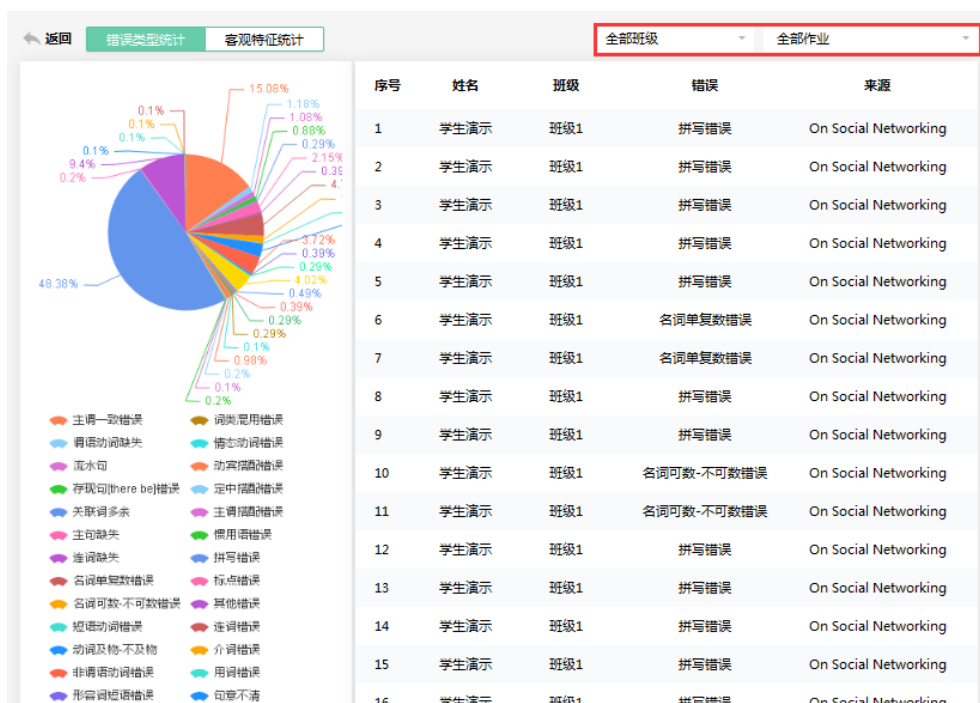 返回 错误类型统计 客观特征统计 全部班级 全部作业
15.08%
1.18%
1.08%
0.88%
0.29%
2.15%
0.1%
0.1%
0.1%
0.1%
9.4%
0.2%
48.38%
3.72%
0.39%
0.29%
4.02%
0.49%
0.39%
0.29%
0.29%
0.1%
0.98%
0.2%
0.1%
0.2%
主谓一致错误 词类混用错误
谓语动词缺失 情态动词错误
流水句 动宾搭配错误
存现句(there be)错误 定中搭配错误
关联词多余 主谓搭配错误
主句缺失 惯用语错误
连词缺失 拼写错误
名词单复数错误 标点错误
名词可数-不可数错误 其他错误
短语动词错误 连词错误
动词及物-不及物 介词错误
非谓语动词错误 用词错误
形容词短语错误 句意不清
序号 姓名 班级 错误 来源
1 学生演示 班级1 拼写错误 On Social Networking
2 学生演示 班级1 拼写错误 On Social Networking
3 学生演示 班级1 拼写错误 On Social Networking
4 学生演示 班级1 拼写错误 On Social Networking
5 学生演示 班级1 拼写错误 On Social Networking
6 学生演示 班级1 名词单复数错误 On Social Networking
7 学生演示 班级1 名词单复数错误 On Social Networking
8 学生演示 班级1 拼写错误 On Social Networking
9 学生演示 班级1 拼写错误 On Social Networking
10 学生演示 班级1 名词可数-不可数错误 On Social Networking
11 学生演示 班级1 名词可数-不可数错误 On Social Networking
12 学生演示 班级1 拼写错误 On Social Networking
13 学生演示 班级1 拼写错误 On Social Networking
14 学生演示 班级1 拼写错误 On Social Networking
15 学生演示 班级1 拼写错误 On Social Networking
16 学生演示 班级1 拼写错误 On Social Networking